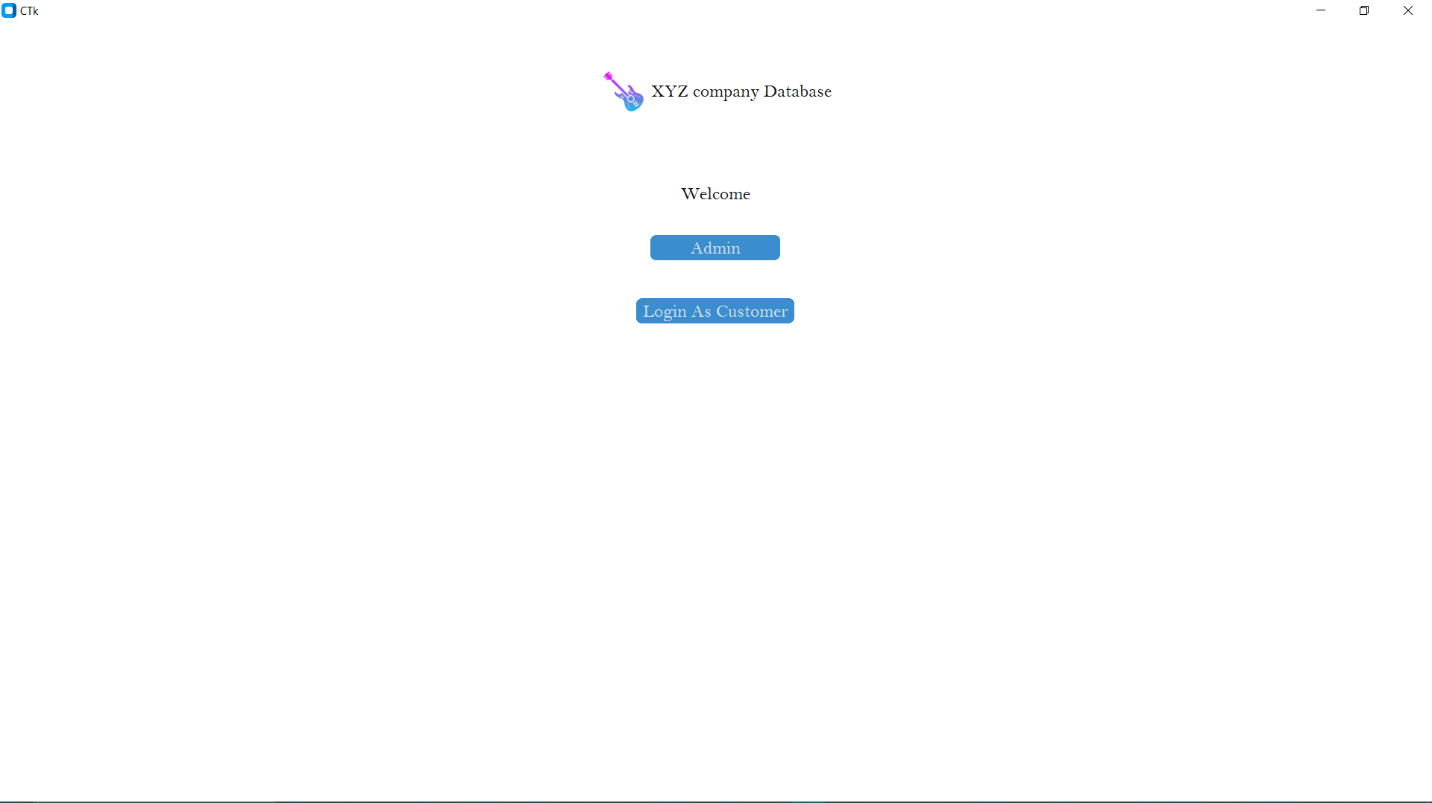 CTk
XYZ company Database
Welcome
Admin
Login As Customer